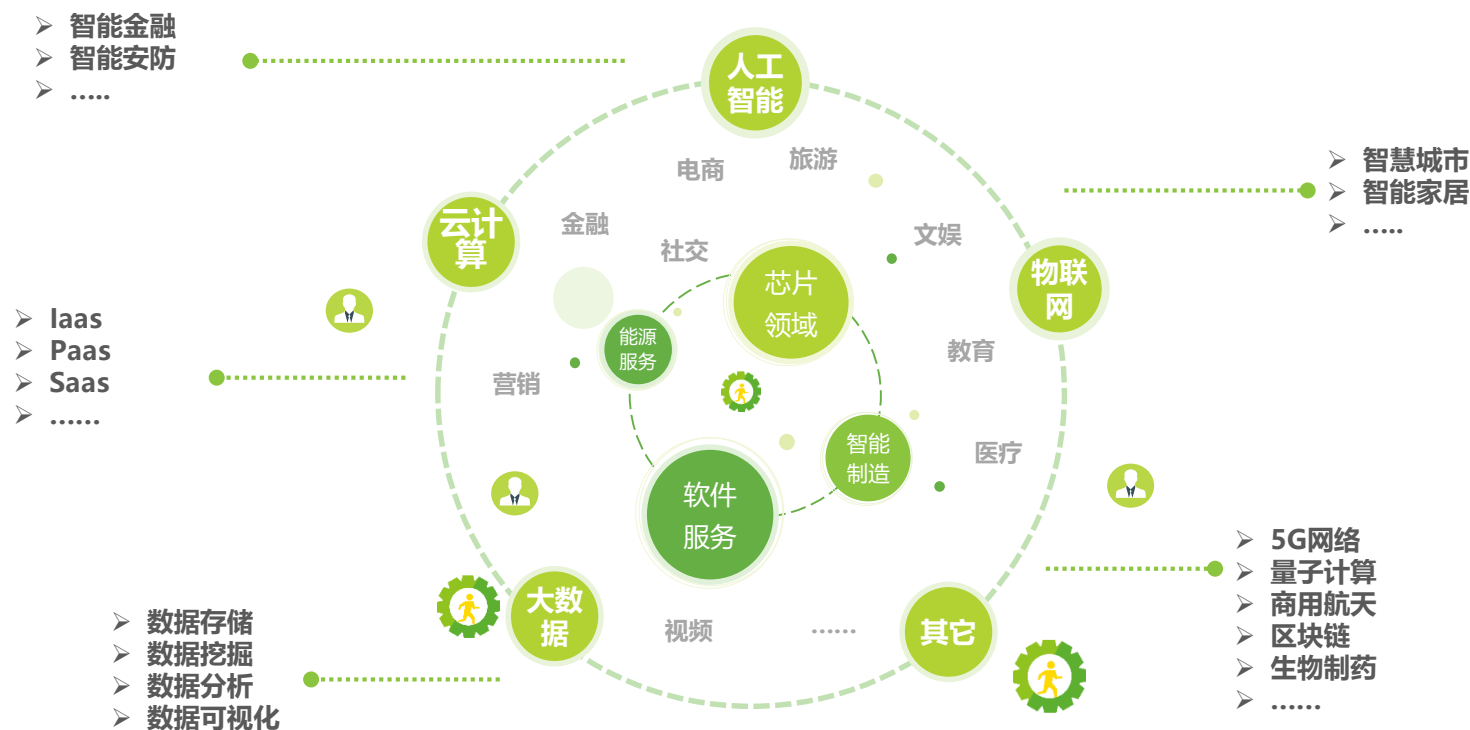 智能金融
智能安防
…..
人工
智能
电商
旅游
智慧城市
智能家居
…..
云计
算
金融
社交
文娱
物联
网
芯片
领域
能源
服务
Iaas
Paas
Saas
……
营销
教育
智能
制造
医疗
软件
服务
5G网络
量子计算
商用航天
区块链
生物制药
……
大数
据
视频
……
其它
数据存储
数据挖掘
数据分析
数据可视化